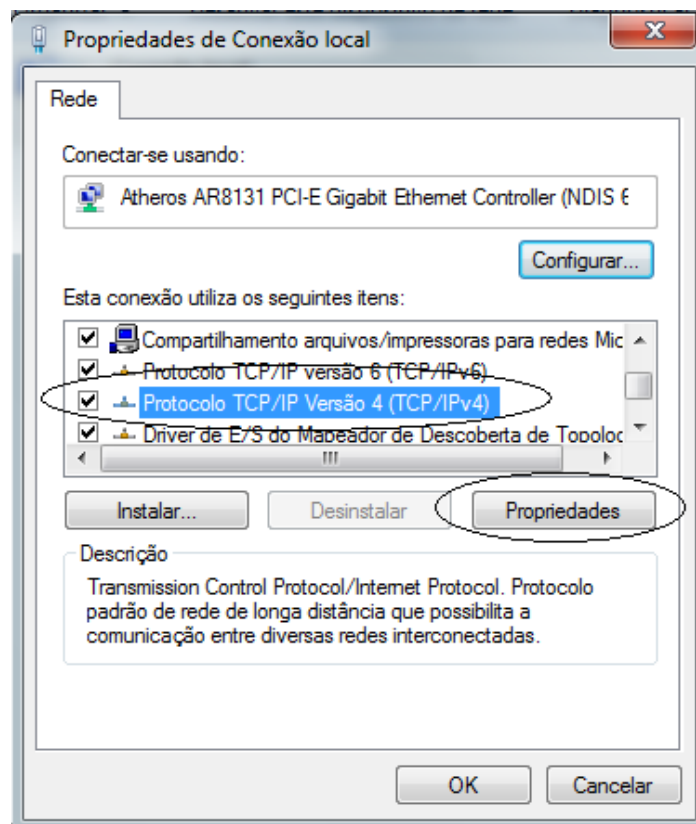 Propriedades de Conexão local
Rede
Conectar-se usando:
Atheros AR8131 PCI-E Gigabit Ethernet Controller (NDIS 6
Configurar...
Esta conexão utiliza os seguintes itens:
Compartilhamento arquivos/impressoras para redes Mic
Protocolo TCP/IP versão 6 (TCP/IPv6)
Protocolo TCP/IP Versão 4 (TCP/IPv4)
Driver de E/S do Mapeador de Descoberta de Topoloc
Instalar...
Desinstalar
Propriedades
Descrição
Transmission Control Protocol/Internet Protocol. Protocolo
padrão de rede de longa distância que possibilita a
comunicação entre diversas redes interconectadas.
OK
Cancelar